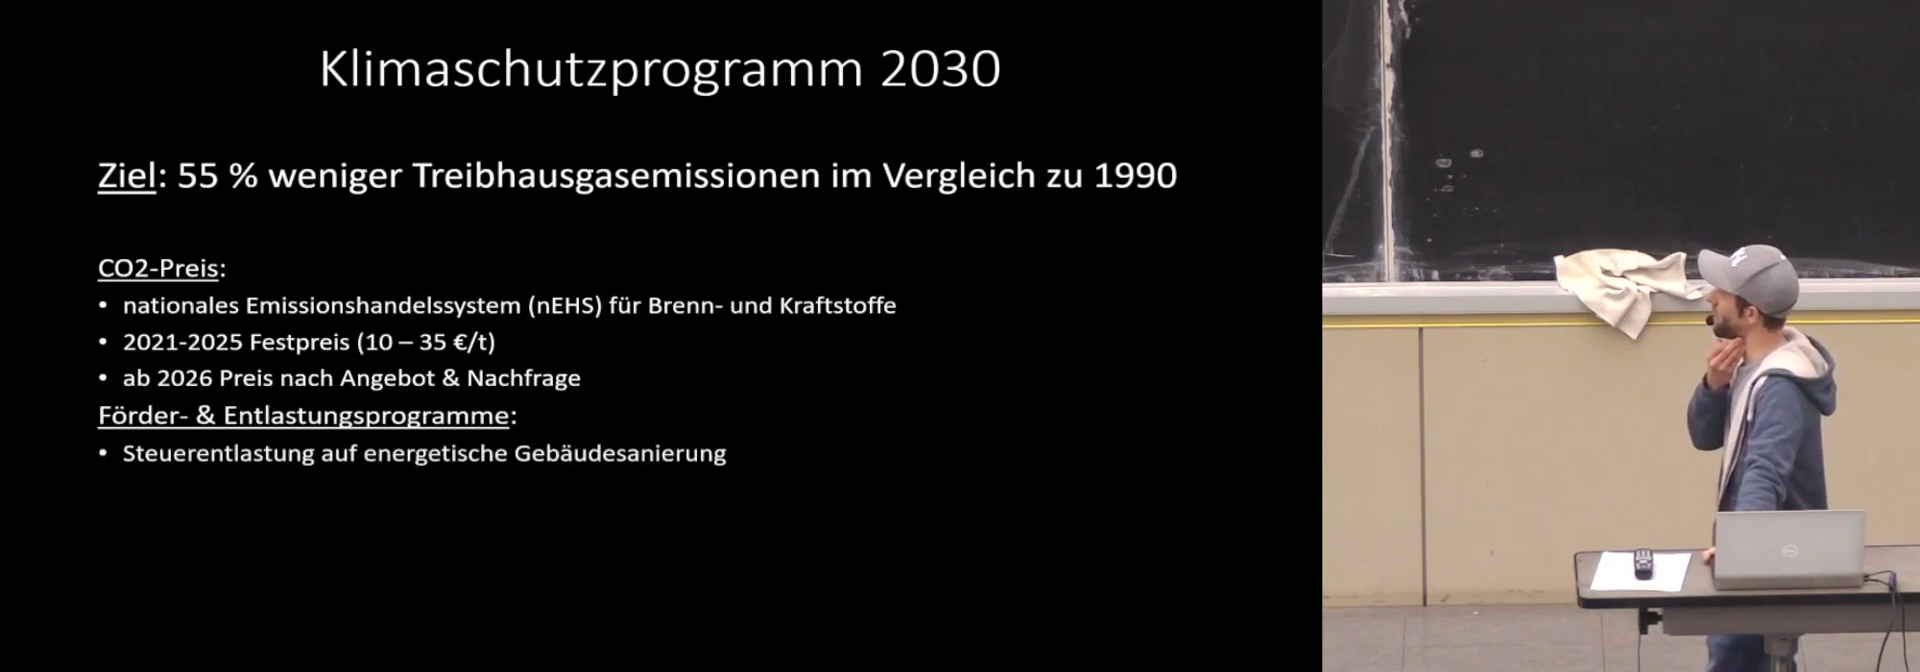 Klimaschutzprogramm 2030
Ziel: 55 % weniger Treibhausgasemissionen im Vergleich zu 1990
CO2-Preis:
• nationales Emissionshandelssystem (nEHS) für Brenn- und Kraftstoffe
• 2021-2025 Festpreis (10 – 35 €/t)
• ab 2026 Preis nach Angebot & Nachfrage
Förder- & Entlastungsprogramme:
• Steuerentlastung auf energetische Gebäudesanierung